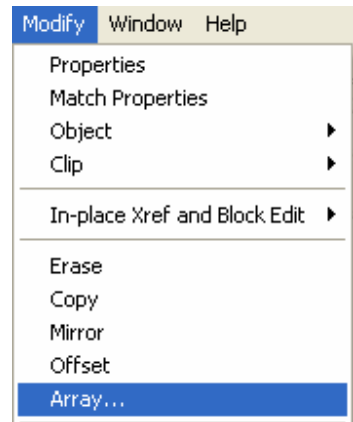 Modify Window Help
Properties
Match Properties
Object
Clip
In-place Xref and Block Edit
Erase
Copy
Mirror
Offset
Array...